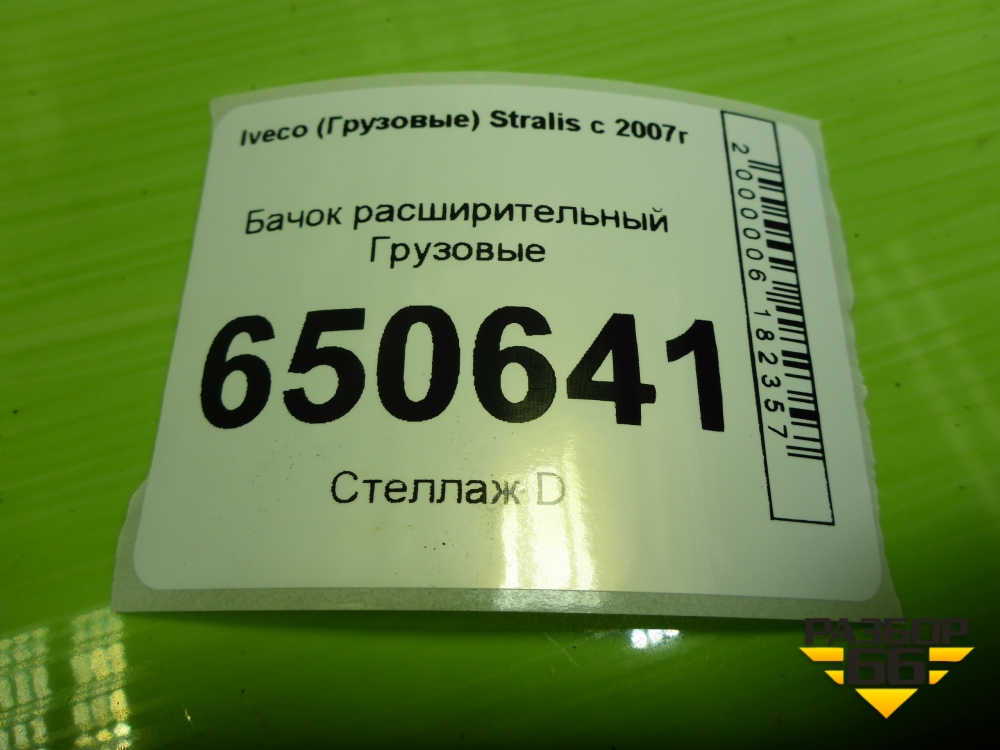 Iveco (Грузовые) Stralis с 2007г
Бачок расширительный
Грузовые
650641
Стеллаж D
2000006182357
РАЗБОР
66